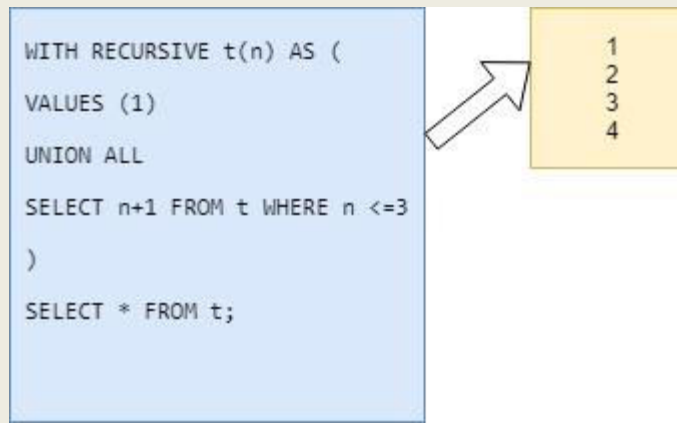 WITH RECURSIVE t(n) AS (
VALUES (1)
UNION ALL
SELECT n+1 FROM t WHERE n <=3
)
SELECT * FROM t;
1
2
3
4